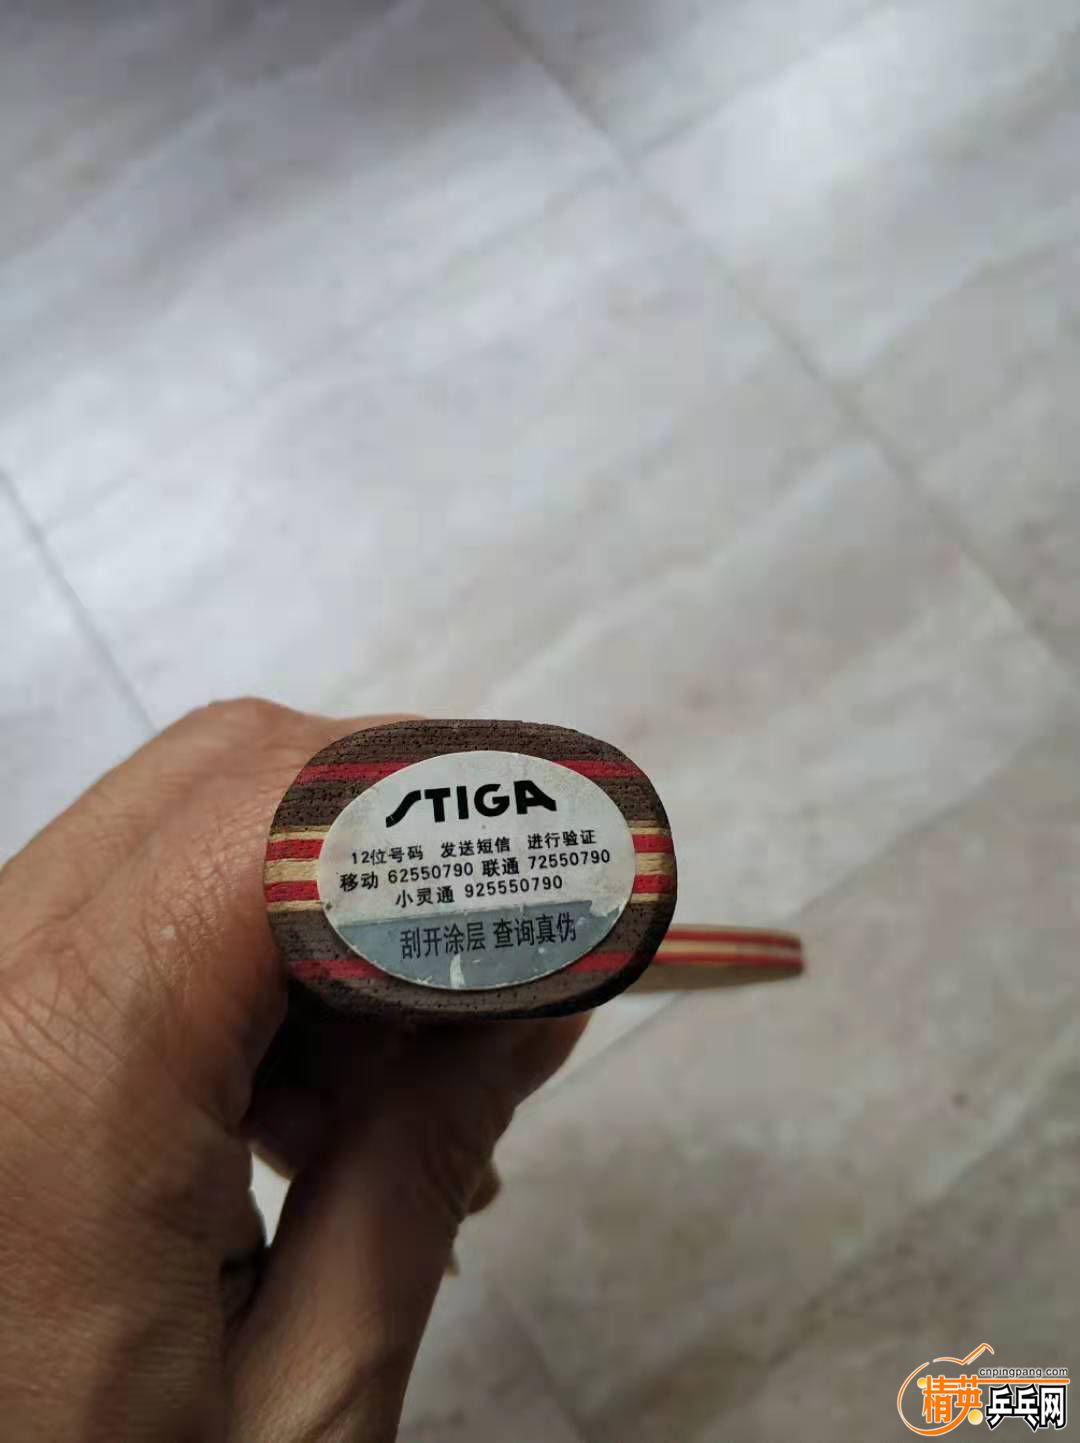 STIGA
12位号码 发送短信 进行验证
移动 62550790 联通 72550790
小灵通 925550790
刮开涂层 查询真伪
cnpingpang.com
精英乒乓网